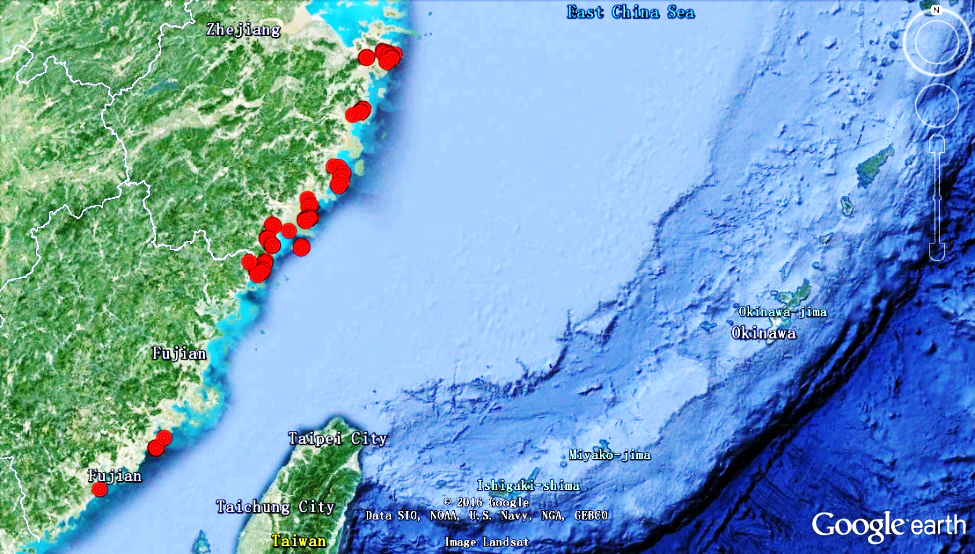 East China Sea
N
Zhejiang
Okinawa-jima
Okinawa
Fujian
Taipei City
Miyako-jima
Fujian
Ishigaki-shima
© 2016 Google
Taichung City
Data SIO, NOAA, U.S. Navy, NGA, GEBCO
Google earth
Taiwan
Image Landsat